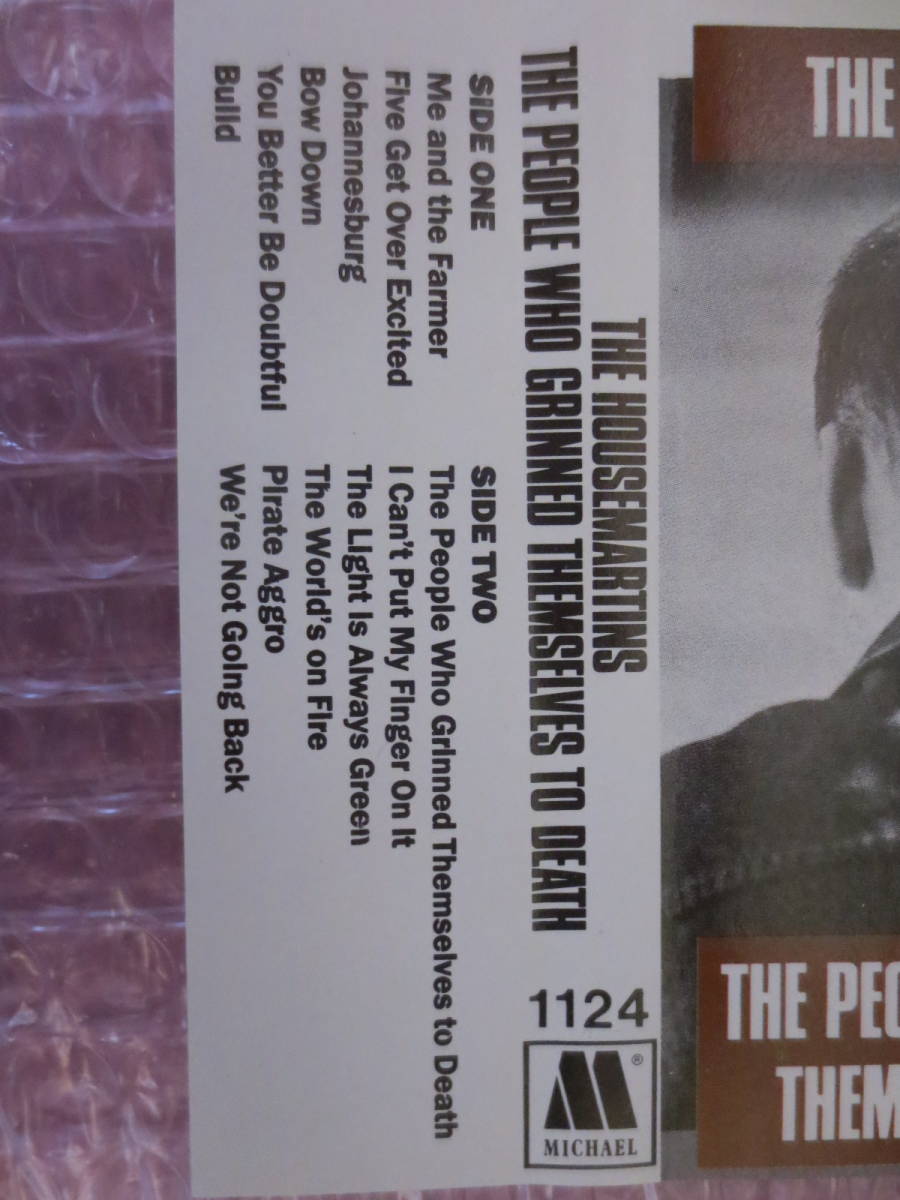 THE HOUSEMARTINS
THE PEOPLE WHO GRINNED THEMSELVES TO DEATH
SIDE ONE
Me and the Farmer
Five Get Over Excited
Johannesburg
Bow Down
You Better Be Doubtful
Build
SIDE TWO
The People Who Grinned Themselves to Death
I Can't Put My Finger On It
The Light Is Always Green
The World's on Fire
Pirate Aggro
We're Not Going Back
1124
®
MICHAEL
THE
THE PEO
THEM